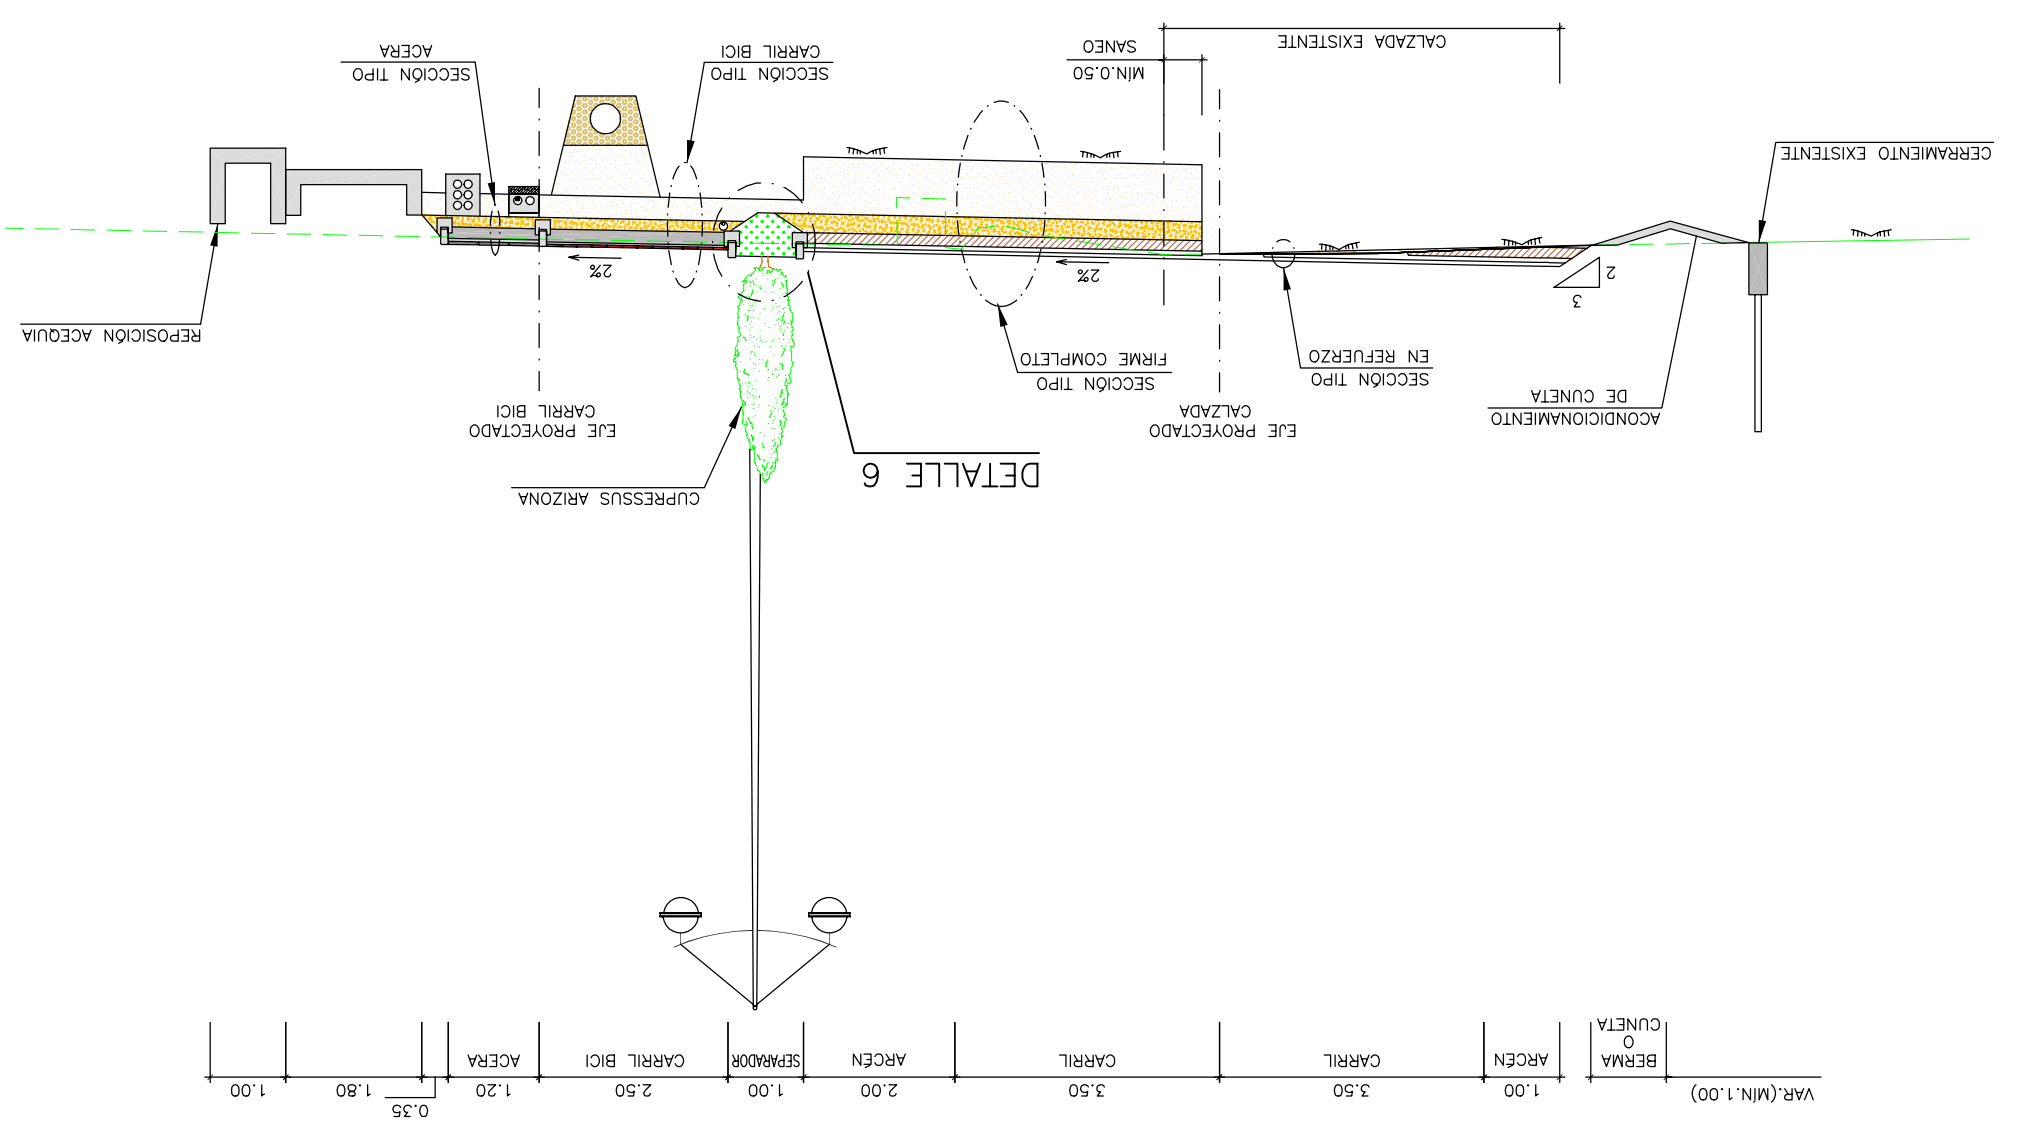 VAR.(MÍN.1.00)
1.00
3.50
3.50
2.00
1.00
2.50
1.20
0.35
1.80
1.00
BERMA
O
CUNETA
ARCÉN
CARRIL
CARRIL
ARCÉN
SEPARADOR
CARRIL BICI
ACERA
CUPRESSUS ARIZONA
DETALLE 6
EJE PROYECTADO
CALZADA
EJE PROYECTADO
CARRIL BICI
ACONDICIONAMIENTO
DE CUNETA
SECCIÓN TIPO
EN REFUERZO
SECCIÓN TIPO
FIRME COMPLETO
REPOSICIÓN ACEQUIA
3
2
2%
2%
CERRAMIENTO EXISTENTE
MÍN.0.50
SANEO
SECCIÓN TIPO
CARRIL BICI
SECCIÓN TIPO
ACERA
CALZADA EXISTENTE